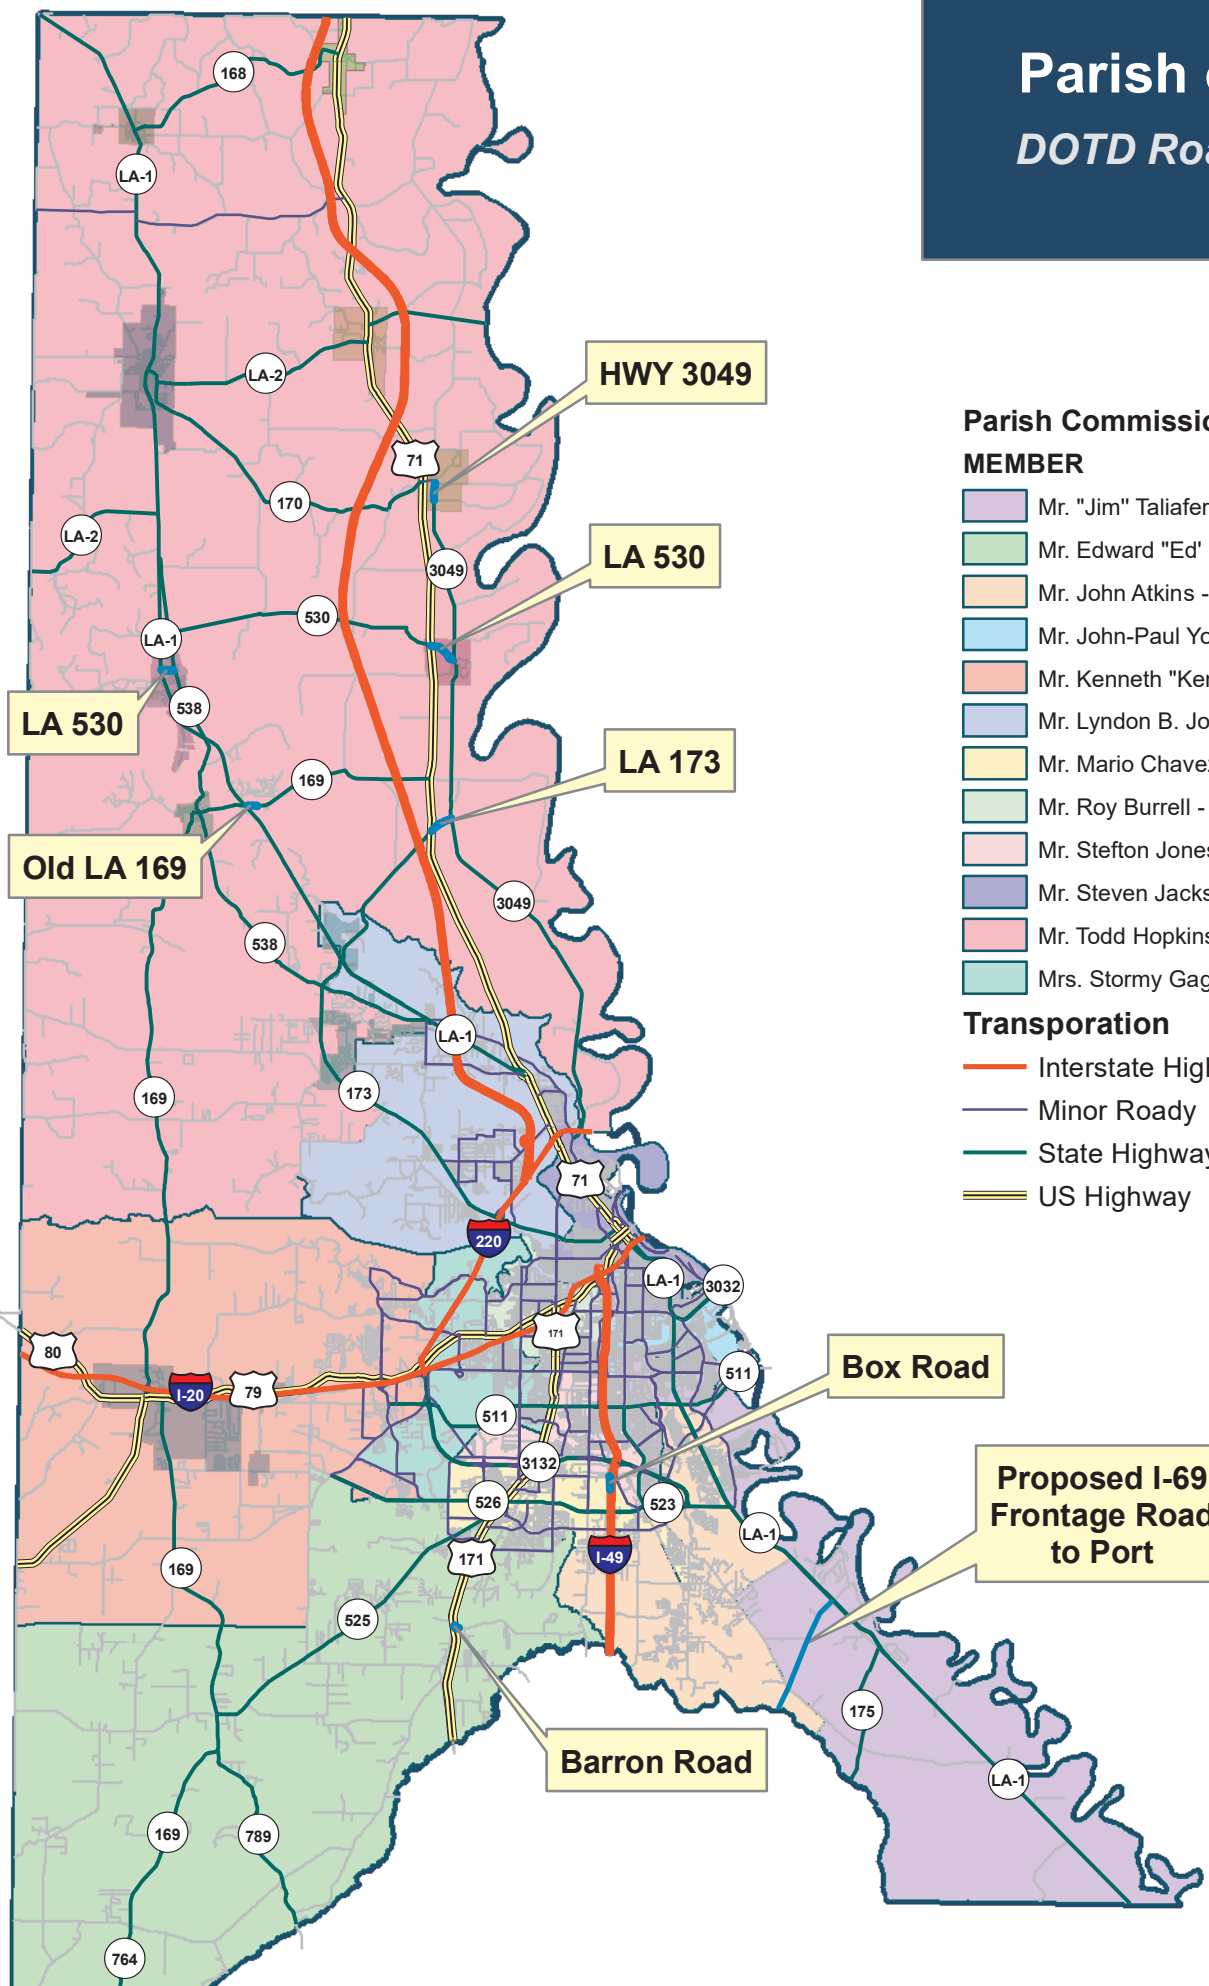 Parish
DOTD
168
LA-1
LA-2
HWY 3049
71
170
LA-2
LA 530
3049
530
LA-1
LA 530
538
LA 173
169
Old LA 169
3049
538
LA-1
173
169
71
220
LA-1
3032
80
171
Box Road
511
I-20
79
511
3132
Proposed I-69
Frontage Road
to Port
526
523
LA-1
171
I-49
169
525
175
Barron Road
LA-1
169
789
764
Parish Commissio
MEMBER
Mr. "Jim" Taliafer
Mr. Edward "Ed'
Mr. John Atkins -
Mr. John-Paul Yo
Mr. Kenneth "Ker
Mr. Lyndon B. Jo
Mr. Mario Chavez
Mr. Roy Burrell -
Mr. Stefton Jones
Mr. Steven Jacks
Mr. Todd Hopkins
Mrs. Stormy Gag
Transporation
Interstate High
Minor Roady
State Highway
US Highway